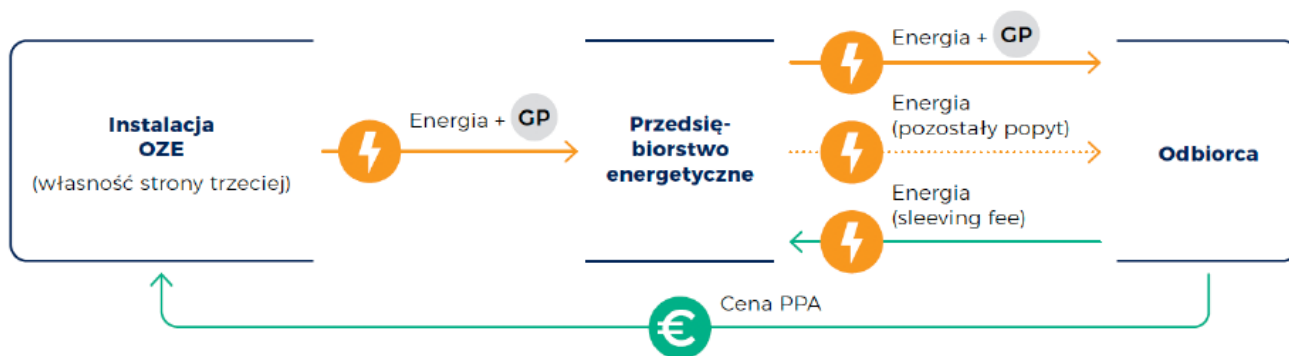 Instalacja
OZE
(własność strony trzeciej)
Energia + GP
Przedsię-
biorstwo
energetyczne
Energia + GP
Energia
(pozostały popyt)
Energia
(sleeving fee)
Odbiorca
€
Cena PPA